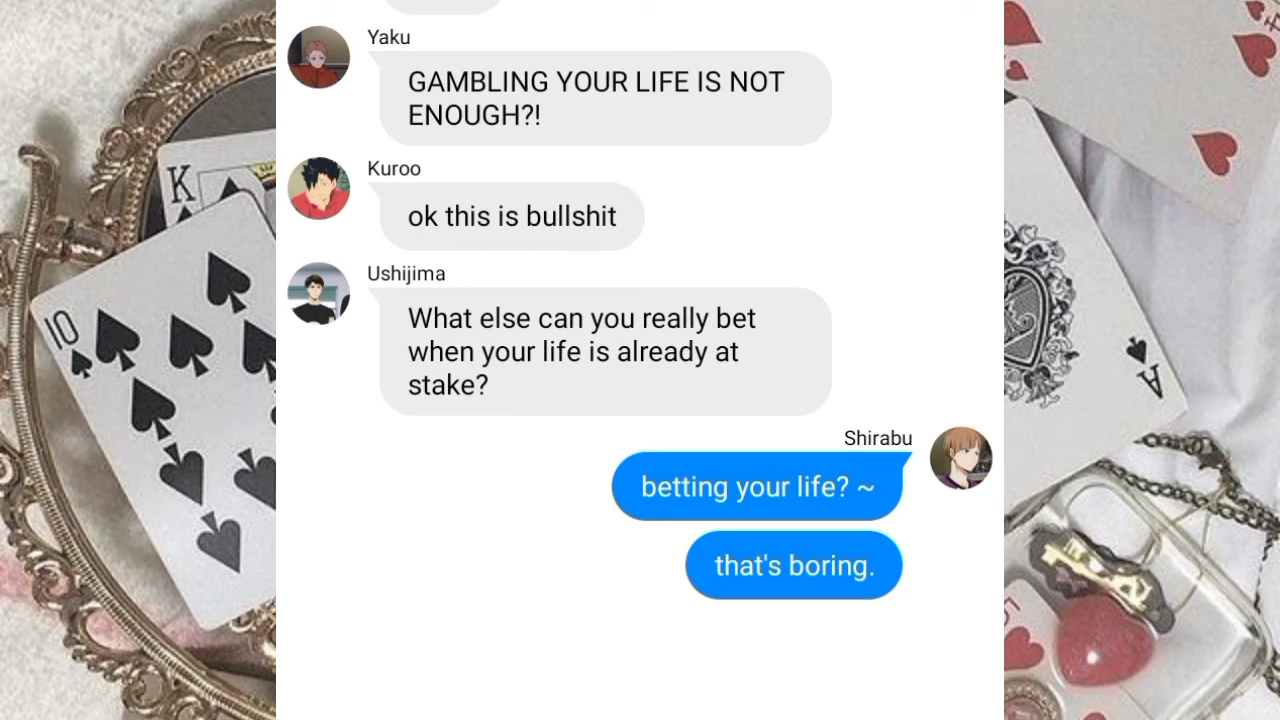 Yaku
GAMBLING YOUR LIFE IS NOT
ENOUGH?!
Kuroo
ok this is bullshit
Ushijima
What else can you really bet
when your life is already at
stake?
Shirabu
betting your life? ~
that's boring.
K
10
A